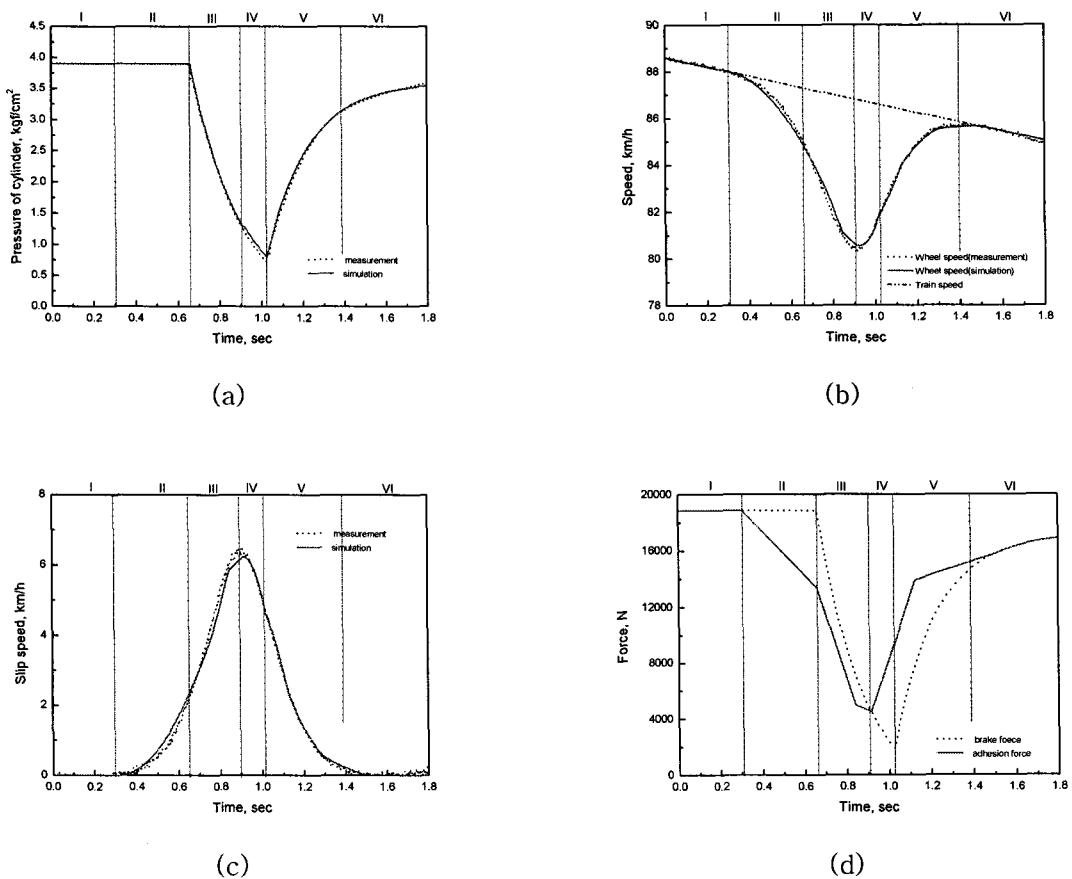 I II III IV V VI
4.5
4.0
3.5
3.0
2.5
2.0
1.5
1.0
0.5
0.0
Pressure of cylinder, kgf/cm²
measurement
simulation
0.0 0.2 0.4 0.6 0.8 1.0 1.2 1.4 1.6 1.8
Time, sec
(a)
I II III IV V VI
90
88
86
84
82
80
78
Speed, km/h
Wheel speed(measurement)
Wheel speed(simulation)
Train speed
0.0 0.2 0.4 0.6 0.8 1.0 1.2 1.4 1.6 1.8
Time, sec
(b)
I II III IV V VI
8
6
4
2
0
Slip speed, km/h
measurement
simulation
0.0 0.2 0.4 0.6 0.8 1.0 1.2 1.4 1.6 1.8
Time, sec
(c)
I II III IV V VI
20000
16000
12000
8000
4000
0
Force, N
brake foece
adhesion force
0.0 0.2 0.4 0.6 0.8 1.0 1.2 1.4 1.6 1.8
Time, sec
(d)